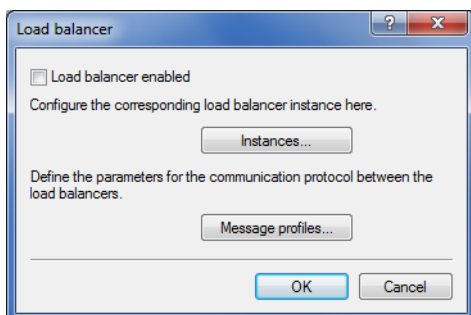 Load balancer
? X
Load balancer enabled
Configure the corresponding load balancer instance here.
Instances...
Define the parameters for the communication protocol between the
load balancers.
Message profiles...
OK Cancel